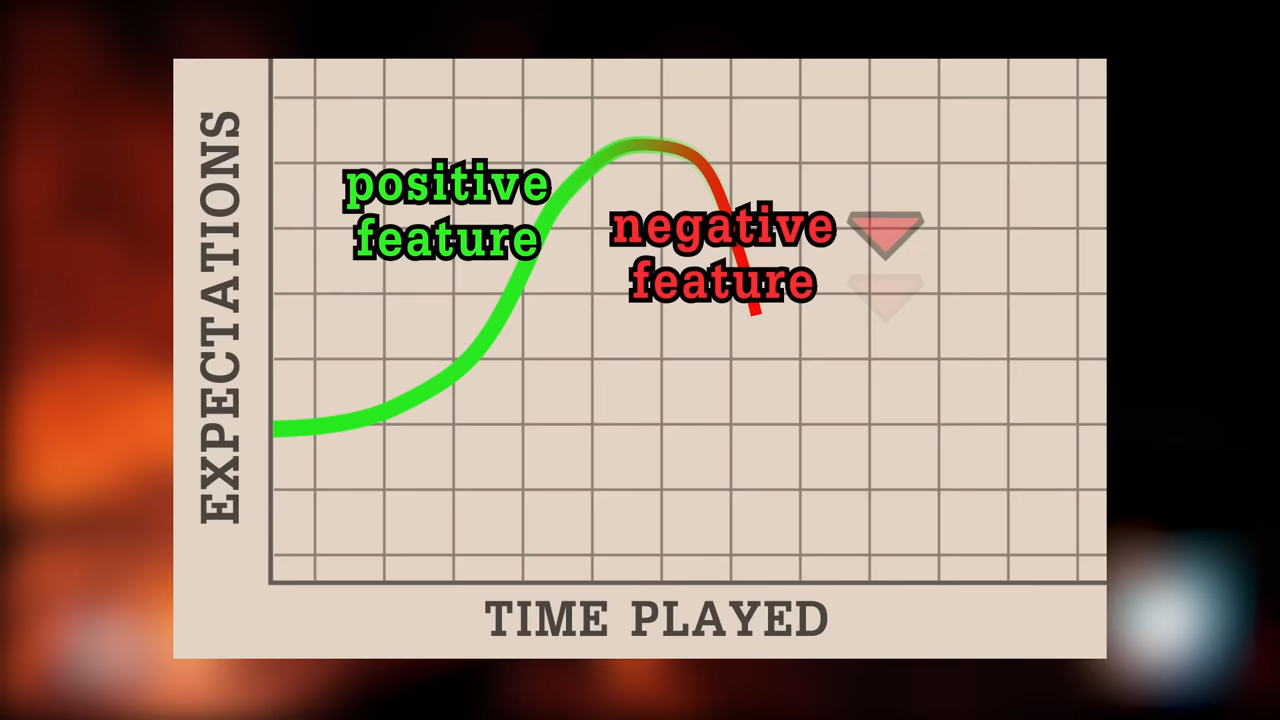 EXPECTATIONS
positive
feature
negative
feature
TIME PLAYED